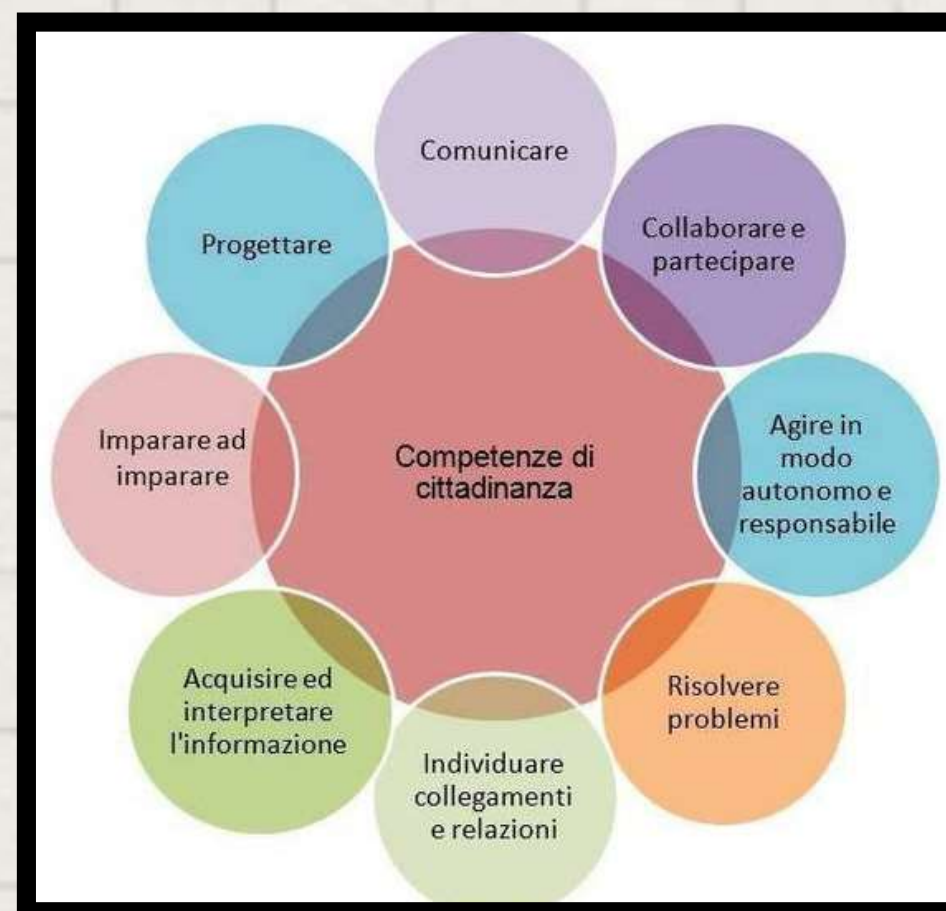 Comunicare
Collaborare e
partecipare
Agire in
modo
autonomo e
responsabile
Risolvere
problemi
Individuare
collegamenti
e relazioni
Acquisire ed
interpretare
l'informazione
Imparare ad
imparare
Progettare
Competenze di
cittadinanza